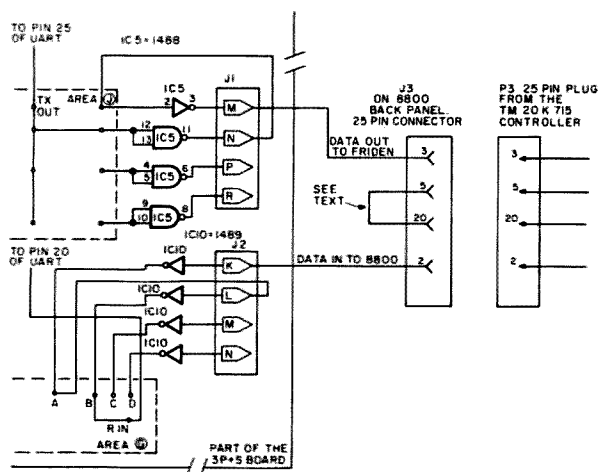 TO PIN 25
OF UART
IC5=1488
TX
OUT
AREA J
IC5
2
3
12
13
IC5
11
4
5
IC5
6
9
10
IC5
8
J1
M
N
P
R
J3
ON 8800
BACK PANEL
25 PIN CONNECTOR
P3 25 PIN PLUG
FROM THE
TM 20 K 715
CONTROLLER
DATA OUT
TO FRIDEN
3
5
20
2
SEE
TEXT
3
5
20
2
IC10=1489
TO PIN 20
OF UART
IC10
IC10
IC10
IC10
J2
K
L
M
N
DATA IN TO 8800
A
B
C
D
R IN
AREA G
PART OF THE
3P+S BOARD